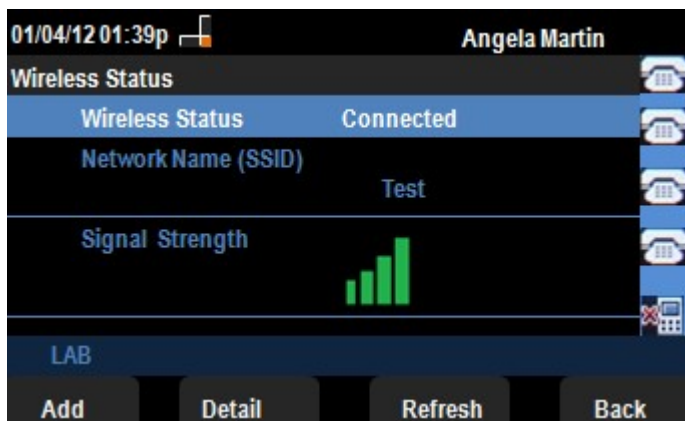 01/04/12 01:39p Angela Martin
Wireless Status
Wireless Status Connected
Network Name (SSID)
Test
Signal Strength
LAB
Add Detail Refresh Back